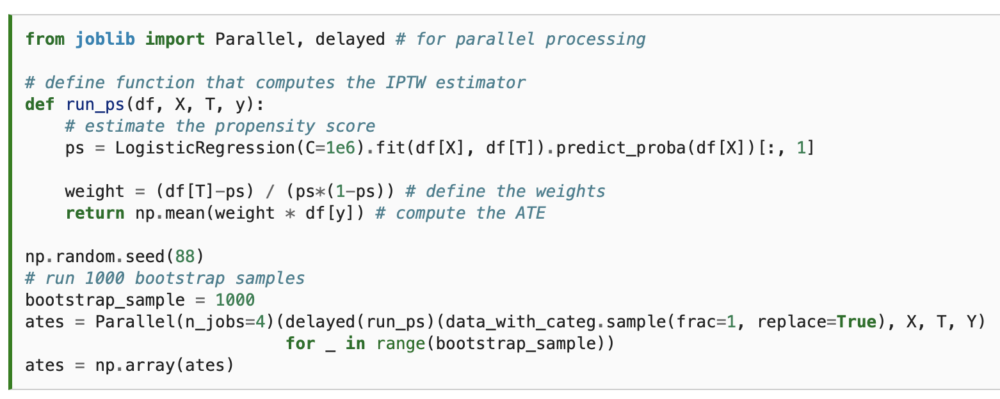 from joblib import Parallel, delayed # for parallel processing
# define function that computes the IPTW estimator
def run_ps(df, X, T, y):
    # estimate the propensity score
    ps = LogisticRegression(C=1e6).fit(df[X], df[T]).predict_proba(df[X])[:, 1]
    weight = (df[T]-ps) / (ps*(1-ps)) # define the weights
    return np.mean(weight * df[y]) # compute the ATE
np.random.seed(88)
# run 1000 bootstrap samples
bootstrap_sample = 1000
ates = Parallel(n_jobs=4)(delayed(run_ps)(data_with_categ.sample(frac=1, replace=True), X, T, Y)
                          for _ in range(bootstrap_sample))
ates = np.array(ates)